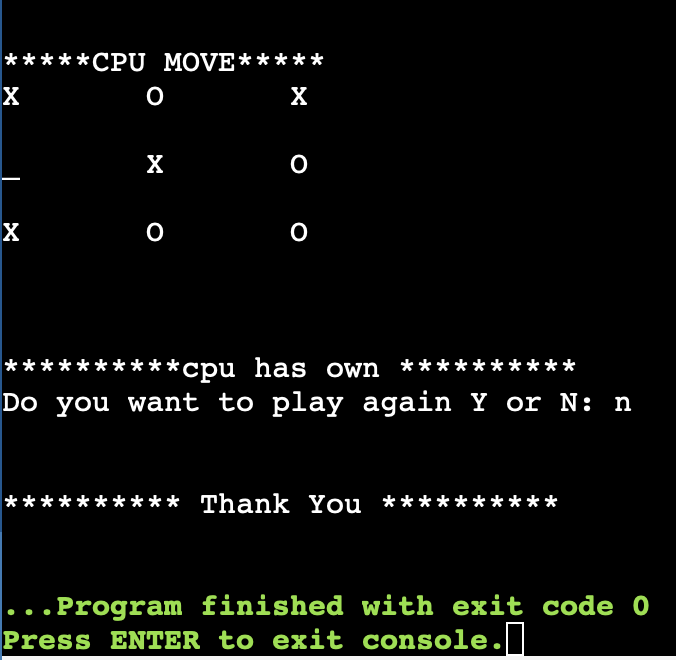 *****CPU MOVE*****
X O X
_ X O
X O O
**********cpu has own **********
Do you want to play again Y or N: n
********** Thank You **********
...Program finished with exit code 0
Press ENTER to exit console.